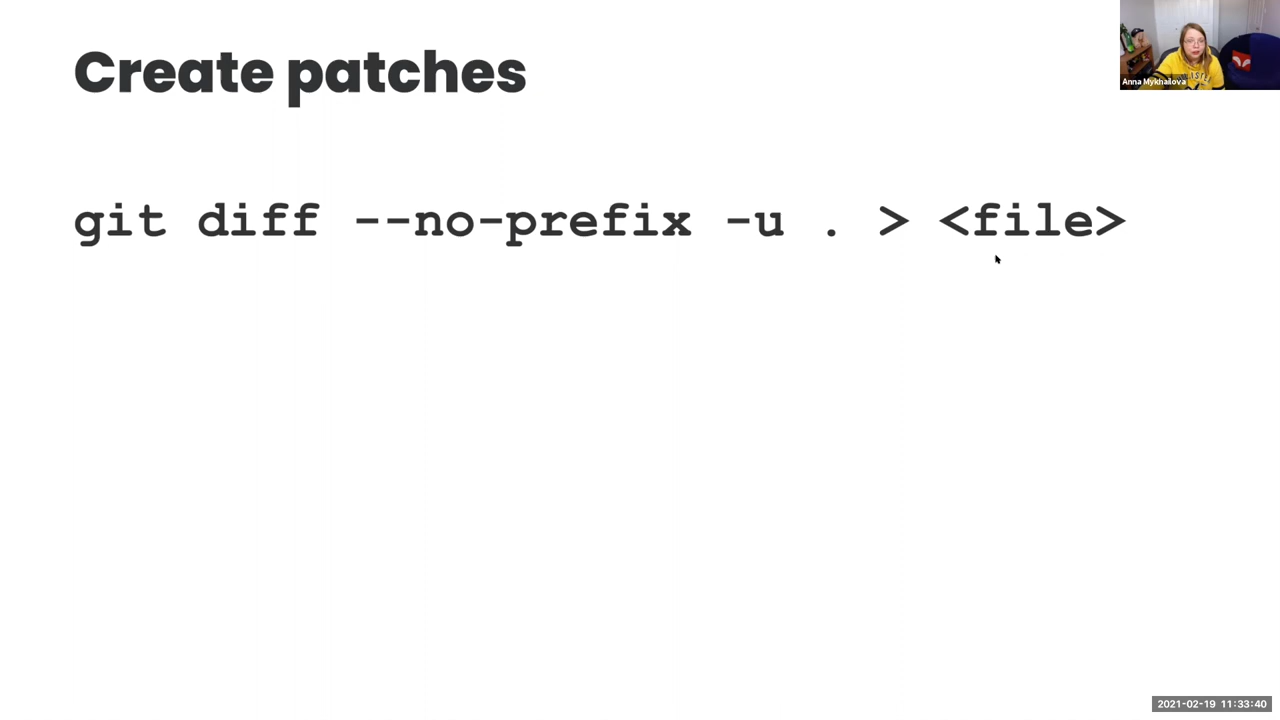 Create patches
Anna Mykhailova
git diff --no-prefix -u . > <file>
2021-02-19 11:33:40